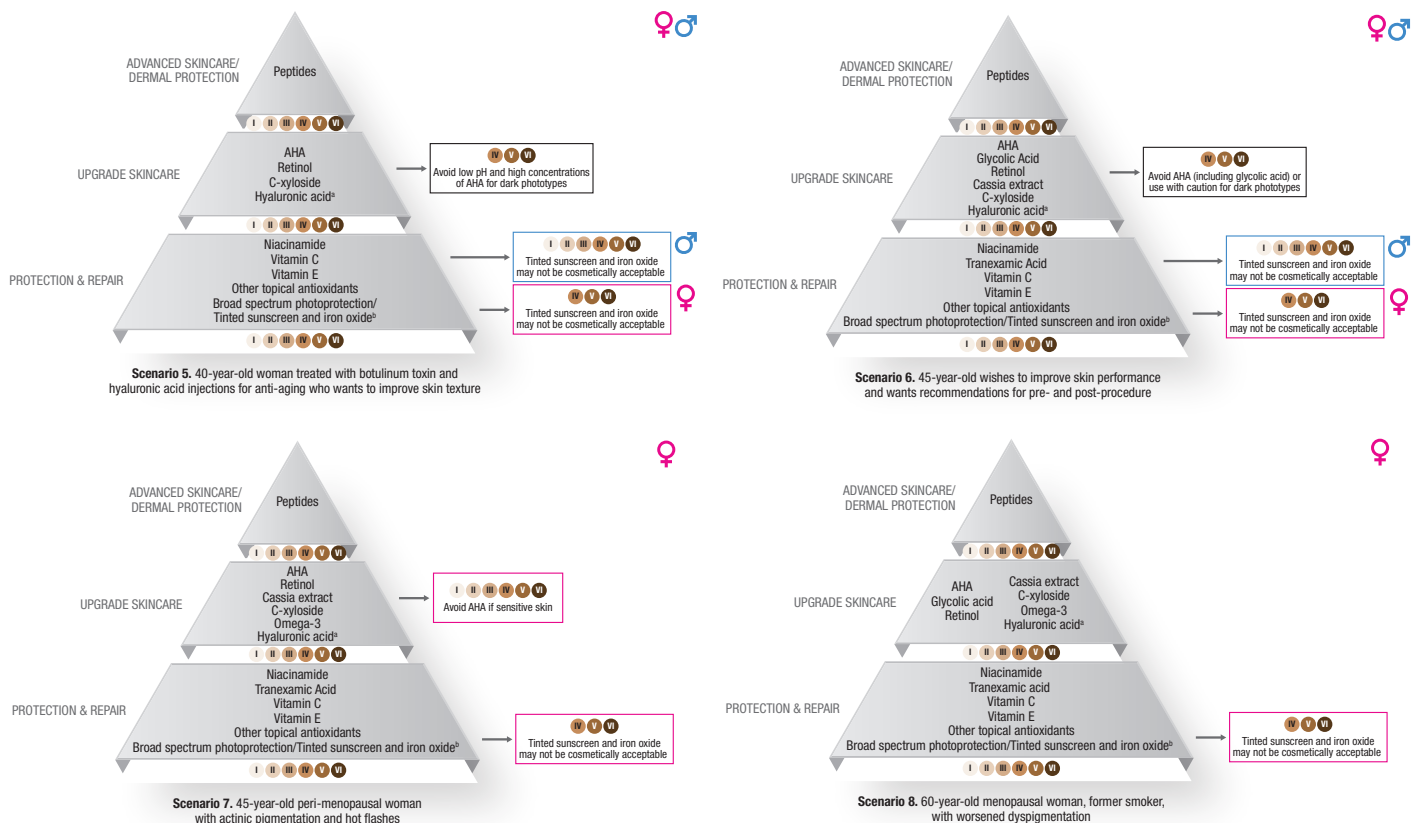 ADVANCED SKINCARE/
DERMAL PROTECTION
Peptides
I II III IV V VI
UPGRADE SKINCARE
AHA
Retinol
C-xyloside
Hyaluronic acidᵃ
IV V VI
Avoid low pH and high concentrations
of AHA for dark phototypes
I II III IV V VI
PROTECTION & REPAIR
Niacinamide
Vitamin C
Vitamin E
Other topical antioxidants
Broad spectrum photoprotection/
Tinted sunscreen and iron oxideᵇ
I II III IV V VI
Tinted sunscreen and iron oxide
may not be cosmetically acceptable
IV V VI
Tinted sunscreen and iron oxide
may not be cosmetically acceptable
I II III IV V VI
Scenario 5. 40-year-old woman treated with botulinum toxin and
hyaluronic acid injections for anti-aging who wants to improve skin texture
ADVANCED SKINCARE/
DERMAL PROTECTION
Peptides
I II III IV V VI
UPGRADE SKINCARE
AHA
Glycolic Acid
Retinol
Cassia extract
C-xyloside
Hyaluronic acidᵃ
IV V VI
Avoid AHA (including glycolic acid) or
use with caution for dark phototypes
I II III IV V VI
PROTECTION & REPAIR
Niacinamide
Tranexamic Acid
Vitamin C
Vitamin E
Other topical antioxidants
Broad spectrum photoprotection/Tinted sunscreen and iron oxideᵇ
I II III IV V VI
Tinted sunscreen and iron oxide
may not be cosmetically acceptable
IV V VI
Tinted sunscreen and iron oxide
may not be cosmetically acceptable
I II III IV V VI
Scenario 6. 45-year-old wishes to improve skin performance
and wants recommendations for pre- and post-procedure
ADVANCED SKINCARE/
DERMAL PROTECTION
Peptides
I II III IV V VI
UPGRADE SKINCARE
AHA
Retinol
Cassia extract
C-xyloside
Omega-3
Hyaluronic acidᵃ
I II III IV V VI
Avoid AHA if sensitive skin
I II III IV V VI
PROTECTION & REPAIR
Niacinamide
Tranexamic Acid
Vitamin C
Vitamin E
Other topical antioxidants
Broad spectrum photoprotection/Tinted sunscreen and iron oxideᵇ
IV V VI
Tinted sunscreen and iron oxide
may not be cosmetically acceptable
I II III IV V VI
Scenario 7. 45-year-old peri-menopausal woman
with actinic pigmentation and hot flashes
ADVANCED SKINCARE/
DERMAL PROTECTION
Peptides
I II III IV V VI
UPGRADE SKINCARE
AHA
Glycolic acid
Retinol
Cassia extract
C-xyloside
Omega-3
Hyaluronic acidᵃ
I II III IV V VI
PROTECTION & REPAIR
Niacinamide
Tranexamic acid
Vitamin C
Vitamin E
Other topical antioxidants
Broad spectrum photoprotection/Tinted sunscreen and iron oxideᵇ
IV V VI
Tinted sunscreen and iron oxide
may not be cosmetically acceptable
I II III IV V VI
Scenario 8. 60-year-old menopausal woman, former smoker,
with worsened dyspigmentation